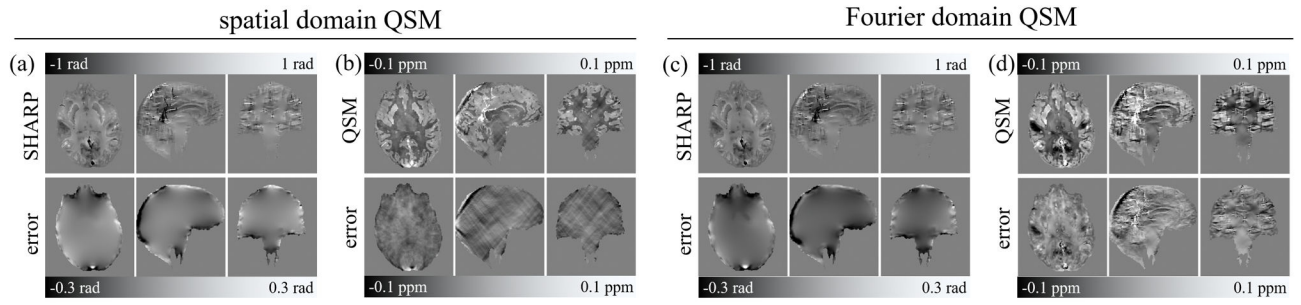 spatial domain QSM
Fourier domain QSM
(a)
-1 rad
1 rad
SHARP
error
-0.3 rad
0.3 rad
(b)
-0.1 ppm
0.1 ppm
QSM
error
-0.1 ppm
0.1 ppm
(c)
-1 rad
1 rad
SHARP
error
-0.3 rad
0.3 rad
(d)
-0.1 ppm
0.1 ppm
QSM
error
-0.1 ppm
0.1 ppm